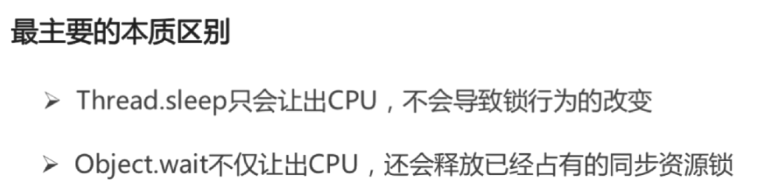 最主要的本质区别
➢ Thread.sleep只会让出CPU，不会导致锁行为的改变
➢ Object.wait不仅让出CPU，还会释放已经占有的同步资源锁